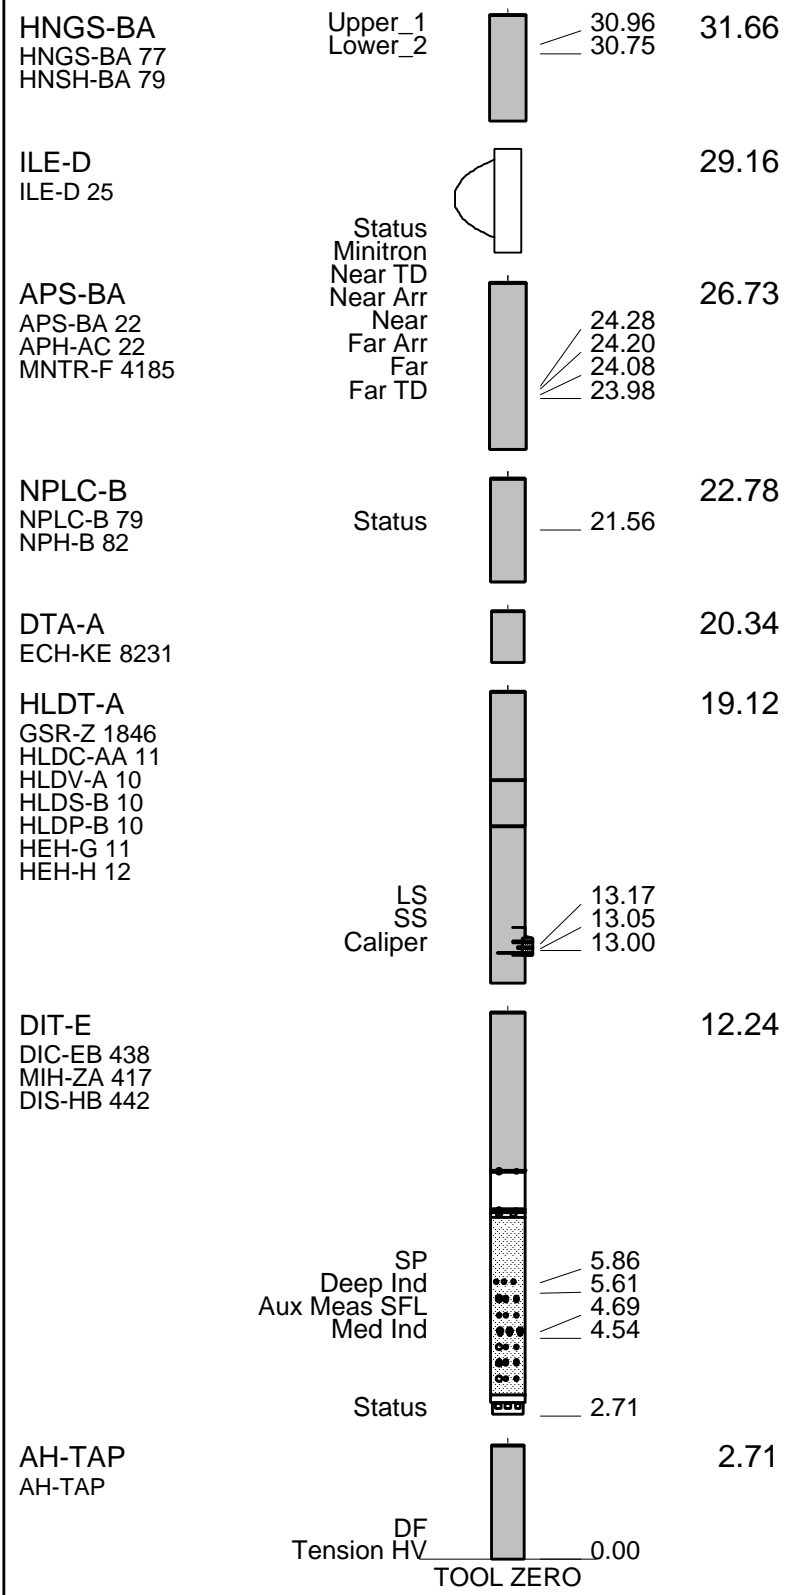 HNGS-BA
HNGS-BA 77
HNSH-BA 79
Upper_1
Lower_2
30.96
30.75
31.66
ILE-D
ILE-D 25
29.16
APS-BA
APS-BA 22
APH-AC 22
MNTR-F 4185
Status
Minitron
Near TD
Near Arr
Near
Far Arr
Far
Far TD
24.28
24.20
24.08
23.98
26.73
NPLC-B
NPLC-B 79
NPH-B 82
Status
21.56
22.78
DTA-A
ECH-KE 8231
20.34
HLDT-A
GSR-Z 1846
HLDC-AA 11
HLDV-A 10
HLDS-B 10
HLDP-B 10
HEH-G 11
HEH-H 12
LS
SS
Caliper
13.17
13.05
13.00
19.12
DIT-E
DIC-EB 438
MIH-ZA 417
DIS-HB 442
SP
Deep Ind
Aux Meas SFL
Med Ind
Status
5.86
5.61
4.69
4.54
2.71
12.24
AH-TAP
AH-TAP
DF
Tension HV
0.00
2.71
TOOL ZERO